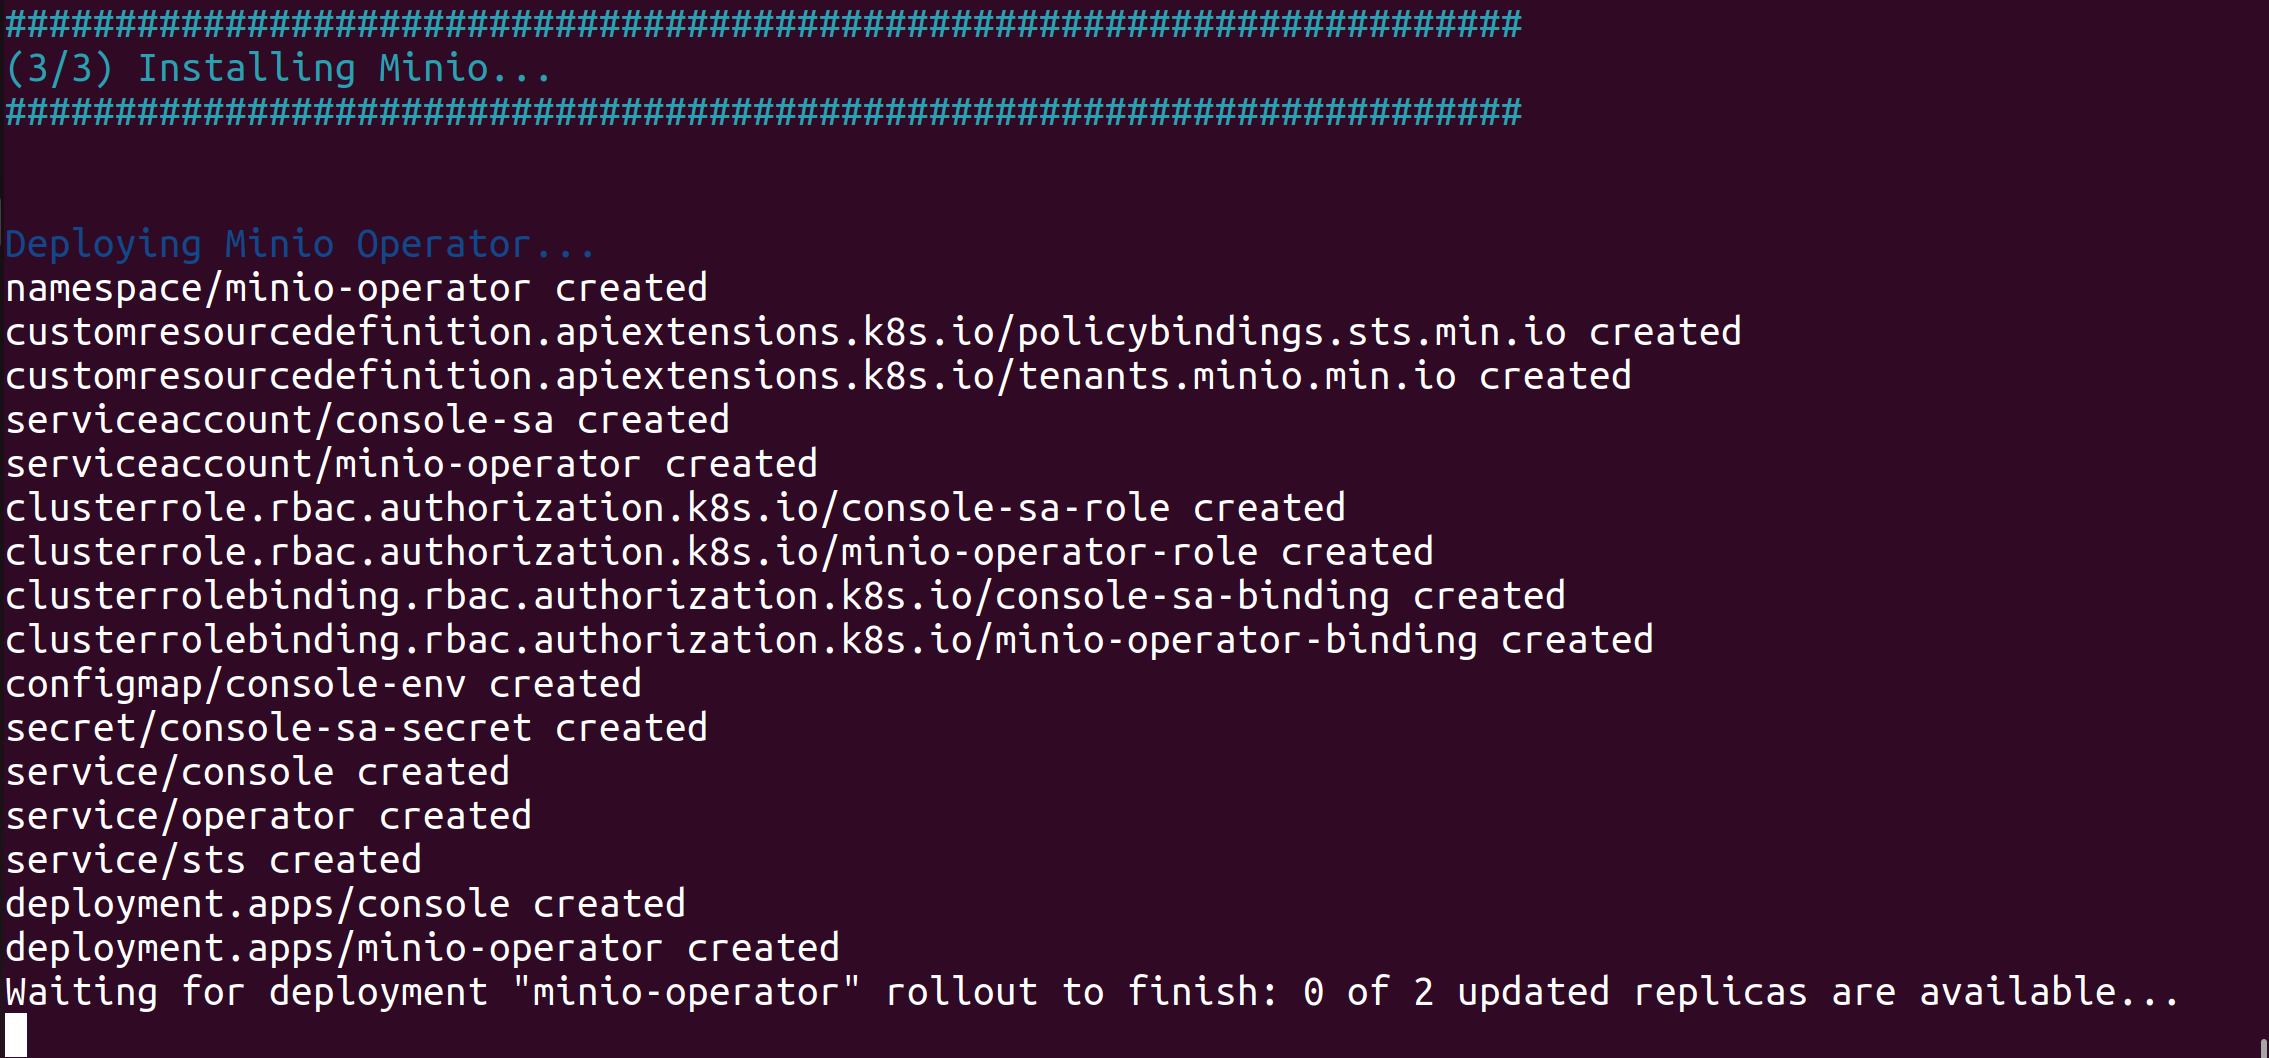 #####################################################################
(3/3) Installing Minio...
#####################################################################
Deploying Minio Operator...
namespace/minio-operator created
customresourcedefinition.apiextensions.k8s.io/policybindings.sts.min.io created
customresourcedefinition.apiextensions.k8s.io/tenants.minio.min.io created
serviceaccount/console-sa created
serviceaccount/minio-operator created
clusterrole.rbac.authorization.k8s.io/console-sa-role created
clusterrole.rbac.authorization.k8s.io/minio-operator-role created
clusterrolebinding.rbac.authorization.k8s.io/console-sa-binding created
clusterrolebinding.rbac.authorization.k8s.io/minio-operator-binding created
configmap/console-env created
secret/console-sa-secret created
service/console created
service/operator created
service/sts created
deployment.apps/console created
deployment.apps/minio-operator created
Waiting for deployment "minio-operator" rollout to finish: 0 of 2 updated replicas are available...